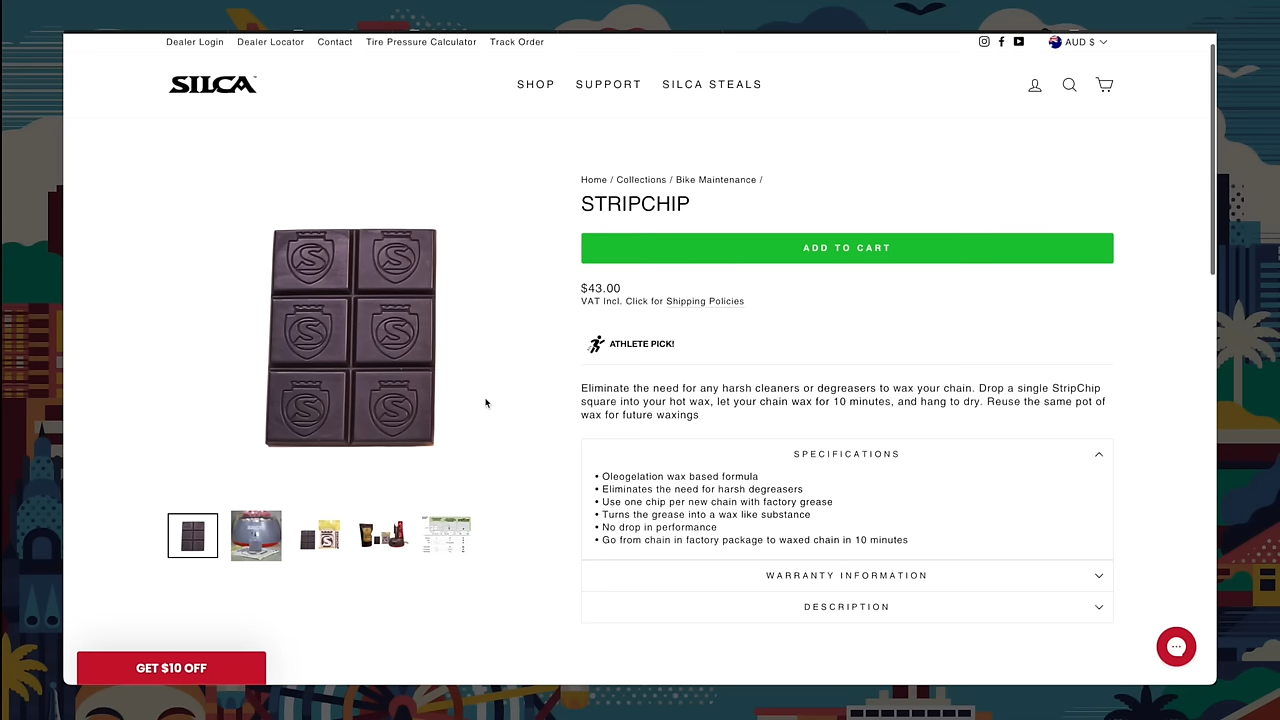 Dealer Login Dealer Locator Contact Tire Pressure Calculator Track Order
AUD $
SILCA
SHOP SUPPORT SILCA STEALS
Home / Collections / Bike Maintenance /
STRIPCHIP
ADD TO CART
$43.00
VAT Incl. Click for Shipping Policies
ATHLETE PICK!
Eliminate the need for any harsh cleaners or degreasers to wax your chain. Drop a single StripChip
square into your hot wax, let your chain wax for 10 minutes, and hang to dry. Reuse the same pot of
wax for future waxings
SPECIFICATIONS
• Oleogelation wax based formula
• Eliminates the need for harsh degreasers
• Use one chip per new chain with factory grease
• Turns the grease into a wax like substance
• No drop in performance
• Go from chain in factory package to waxed chain in 10 minutes
WARRANTY INFORMATION
DESCRIPTION
GET $10 OFF